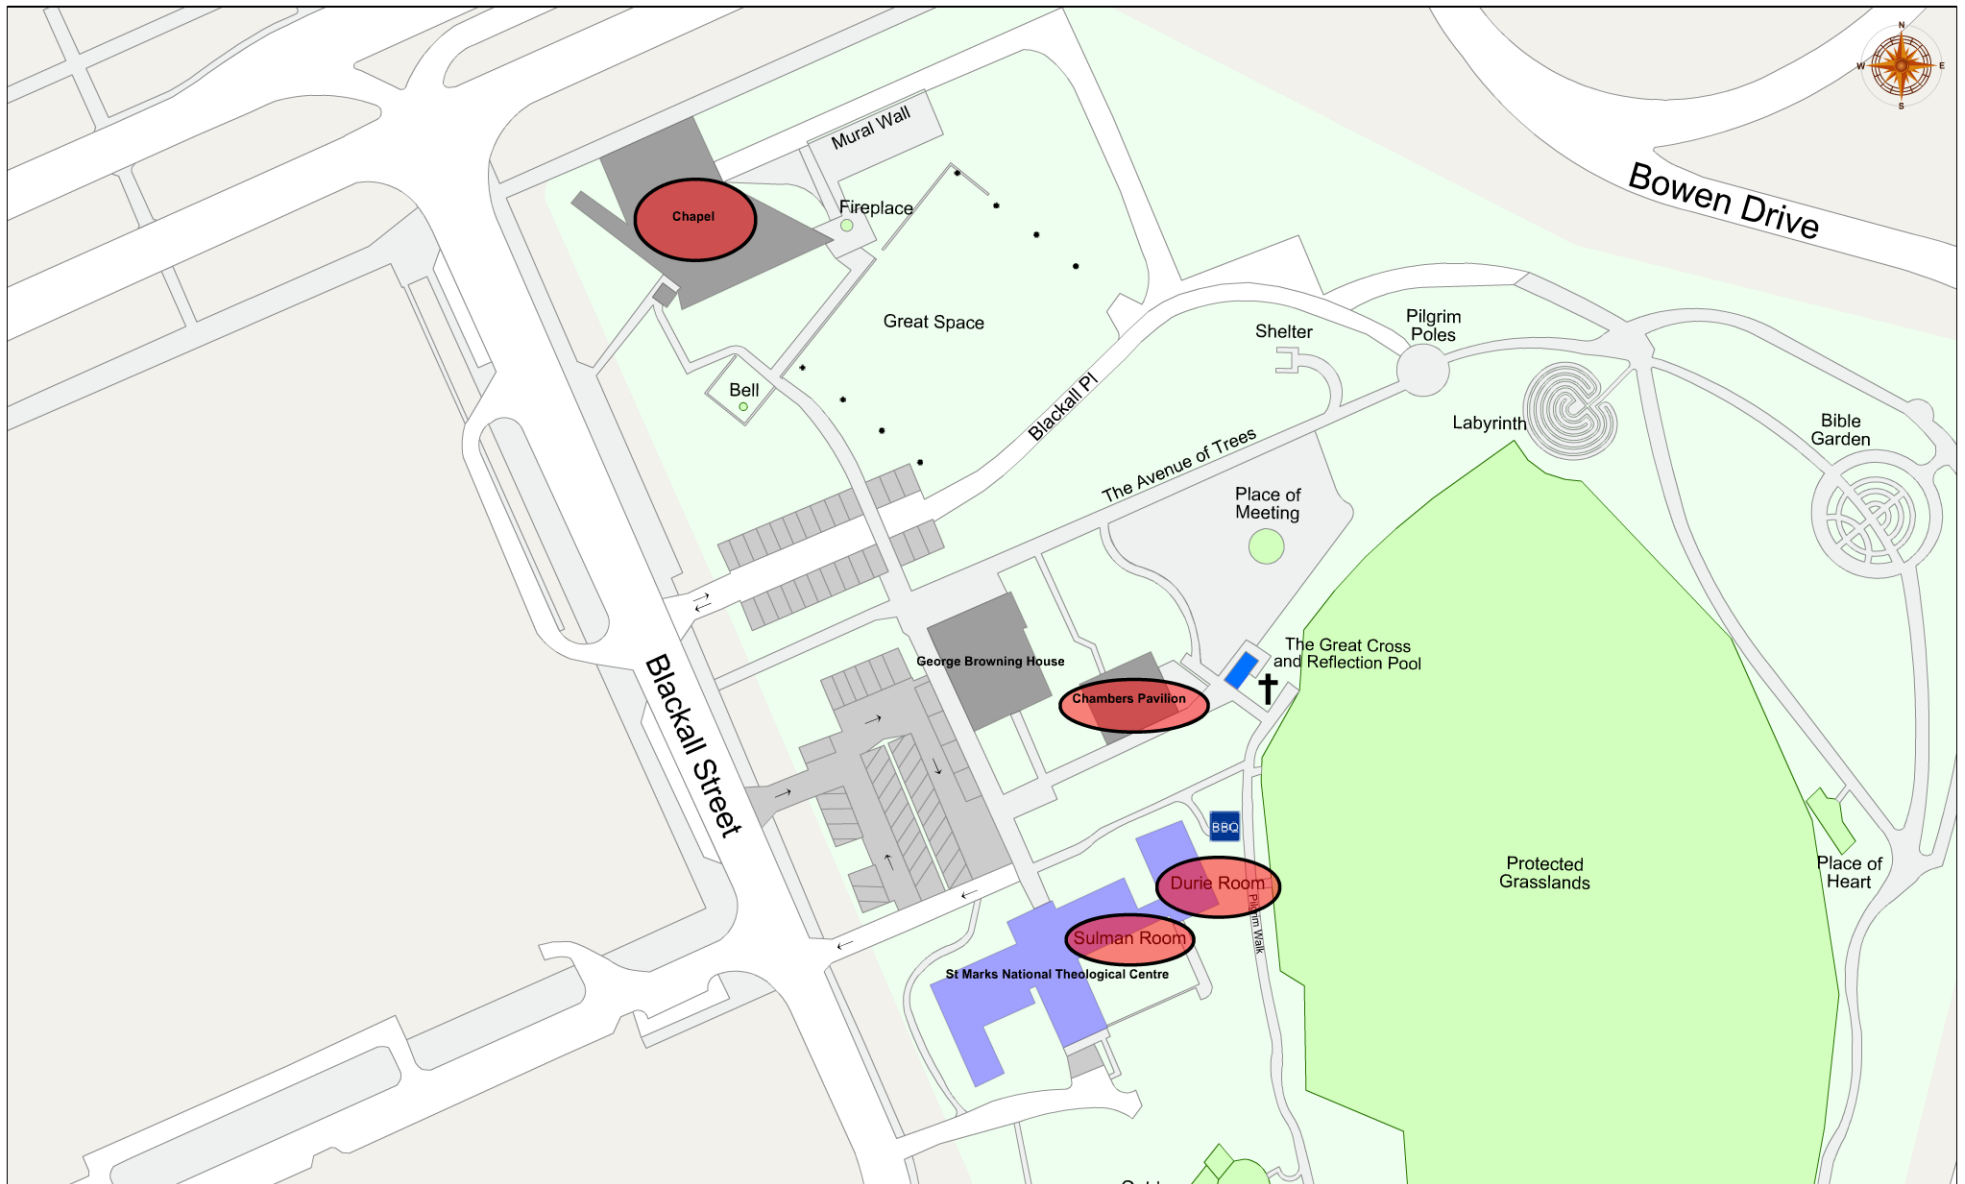 N
W
E
S
Mural Wall
Bowen Drive
Chapel
Fireplace
Great Space
Shelter
Pilgrim
Poles
Bell
Blackall Pl
Labyrinth
Bible
Garden
The Avenue of Trees
Place of
Meeting
George Browning House
The Great Cross
and Reflection Pool
Chambers Pavilion
Blackall Street
BBQ
Durie Room
Protected
Grasslands
Place of
Heart
Pilgrim Walk
Sulman Room
St Marks National Theological Centre